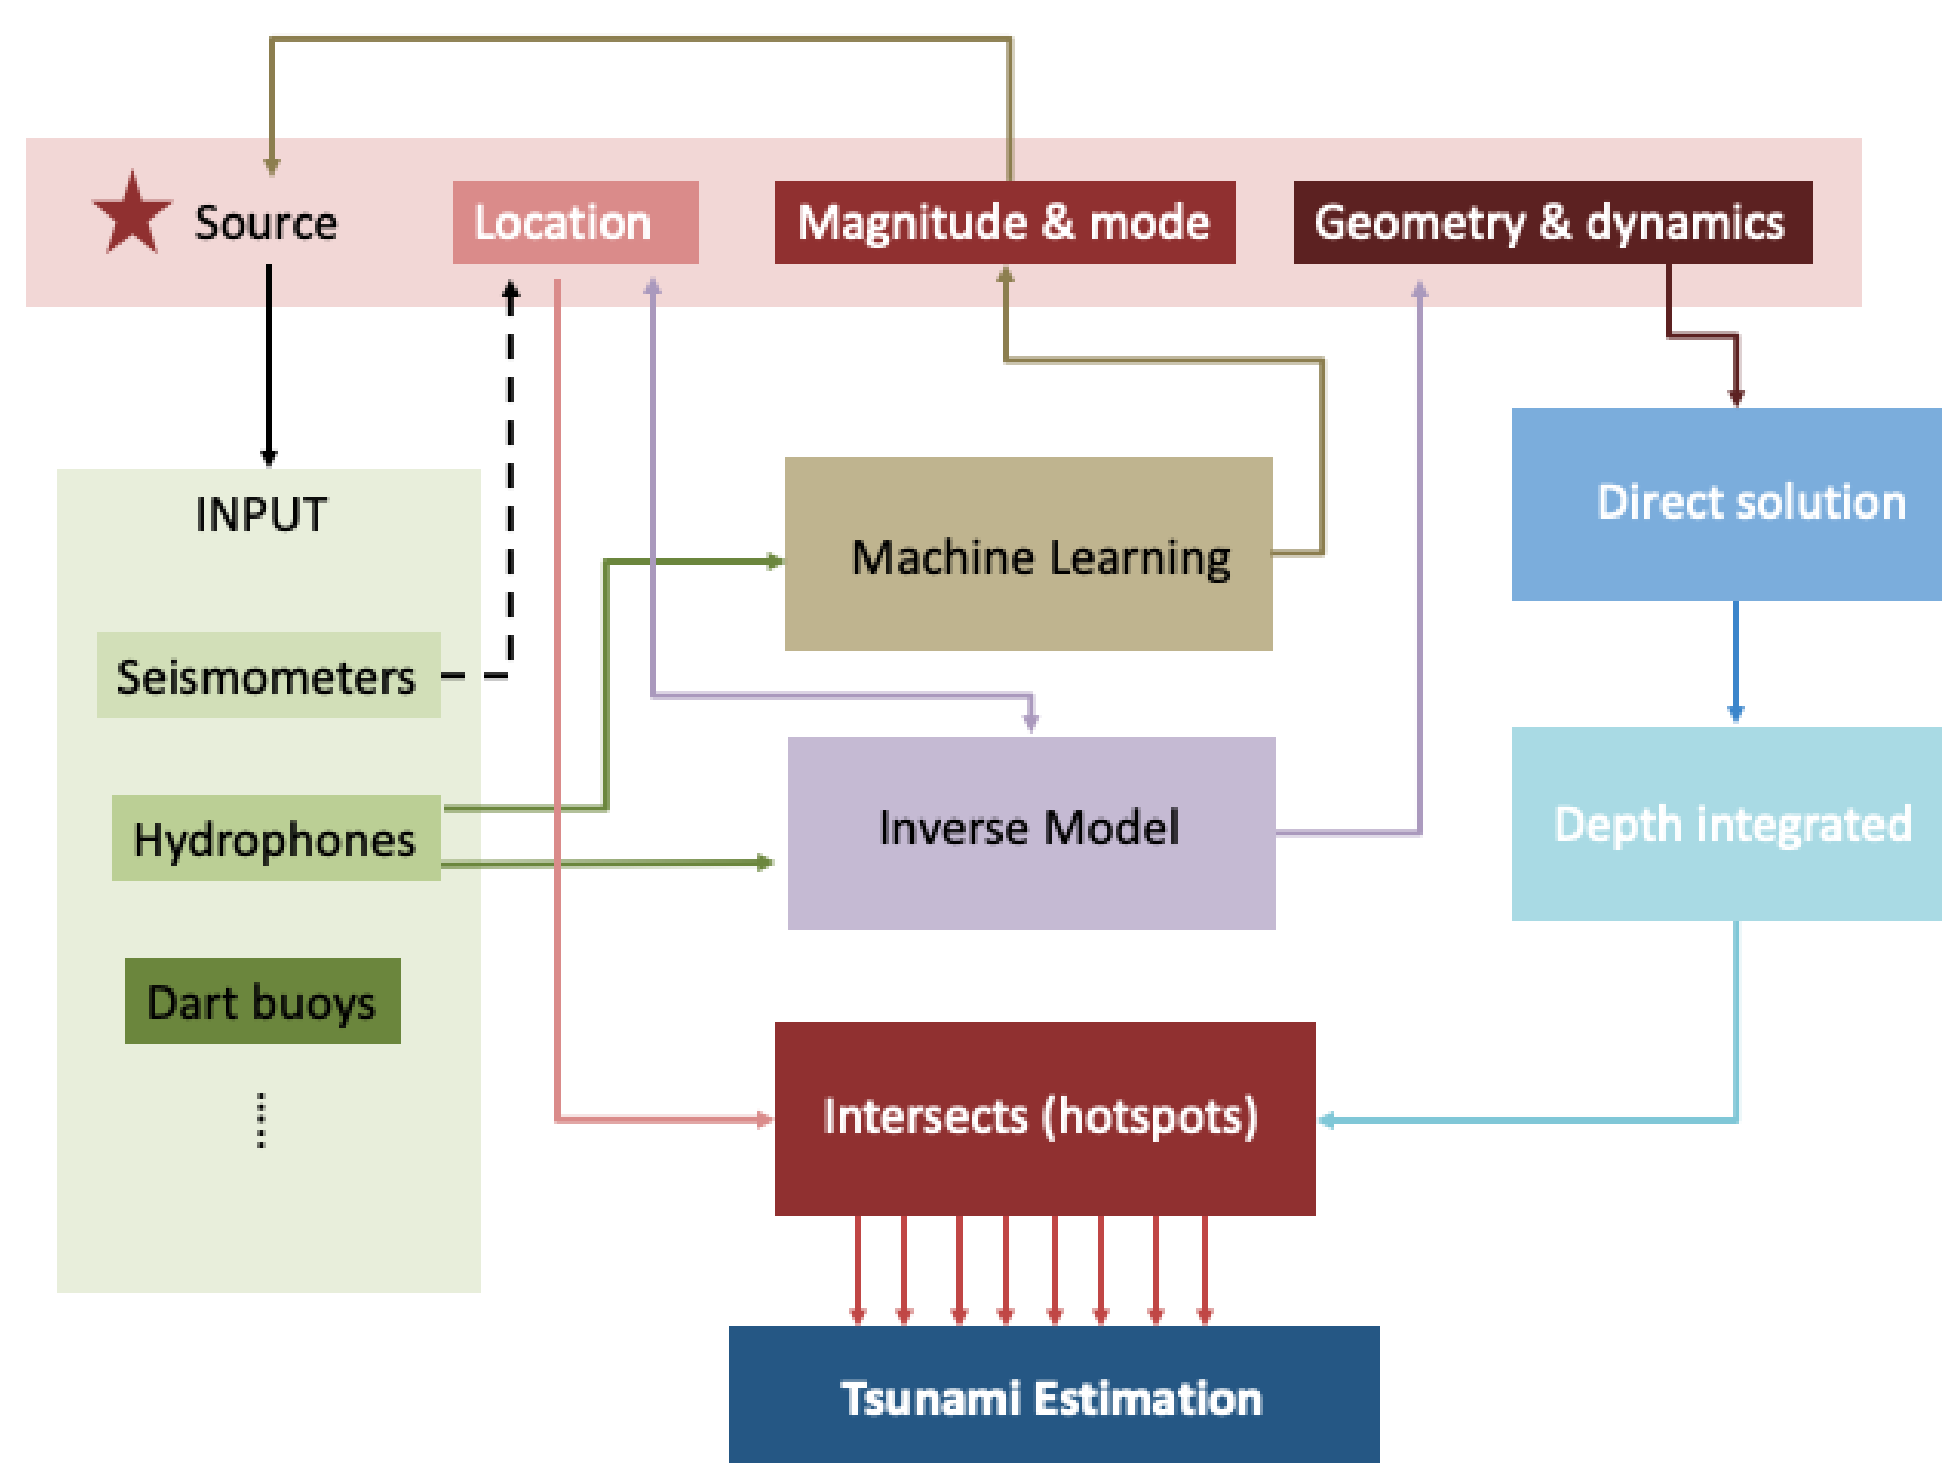 Source
Location
Magnitude & mode
Geometry & dynamics
INPUT
Seismometers
Hydrophones
Dart buoys
Machine Learning
Inverse Model
Direct solution
Depth integrated
Intersects (hotspots)
Tsunami Estimation